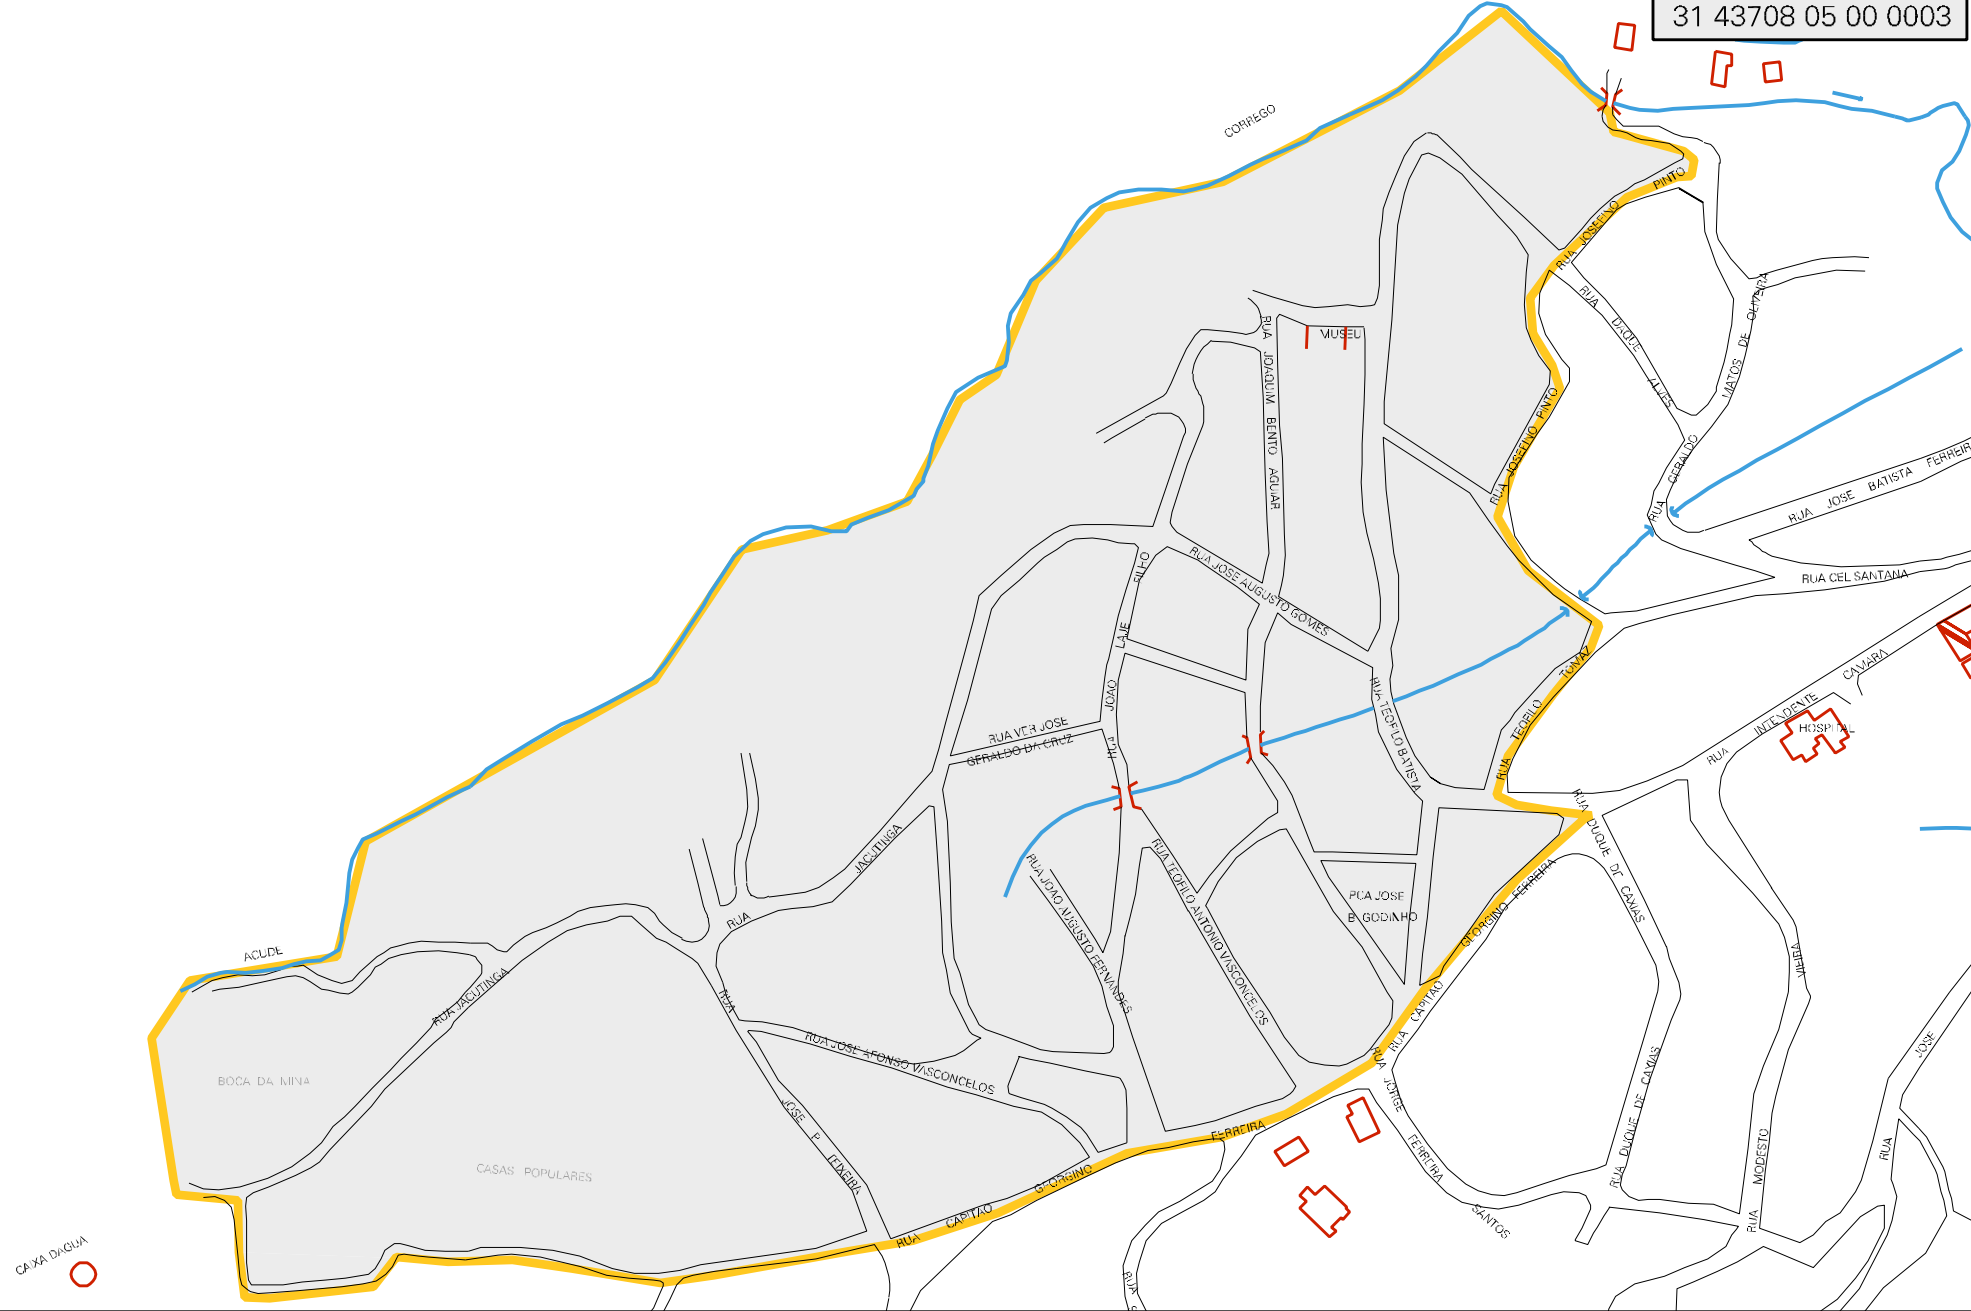 31 43708 05 00 0003
CORREGO
PINTO
RUA JOSEFINO
RUA DAQUE ALVES
RUA GERALDO MATOS DE OLIVEIRA
MUSEU
RUA JOAQUIM BENTO AGUIAR
RUA JOSEFINO PINTO
RUA JOSE BATISTA FERREIR
RUA CEL SANTANA
RUA JOSE AUGUSTO GOMES
JOAO LAJE FILHO
RUA TEOFILO TOMAZ
RUA TEOFILO BATISTA
RUA INTENDENTE CAMARA
HOSPITAL
RUA VER JOSE
GERALDO DA CRUZ
RUA JACUTINGA
RUA DUQUE DE CAXIAS
RUA JOAO AUGUSTO FERNANDES
RUA TEOFILO ANTONIO VASCONCELOS
PCA JOSE
B GODINHO
RUA CAPITAO GEORGINO FERREIRA
ACUDE
RUA JACUTINGA
RUA JOSE P TEIXEIRA
RUA JOSE AFONSO VASCONCELOS
BOCA DA MINA
CASAS POPULARES
RUA JORGE FERREIRA SANTOS
RUA DUQUE DE CAXIAS
RUA MODESTO VIEIRA
RUA JOSE
RUA CAPITAO GEORGINO FERREIRA
CAIXA DAGUA
RUA S